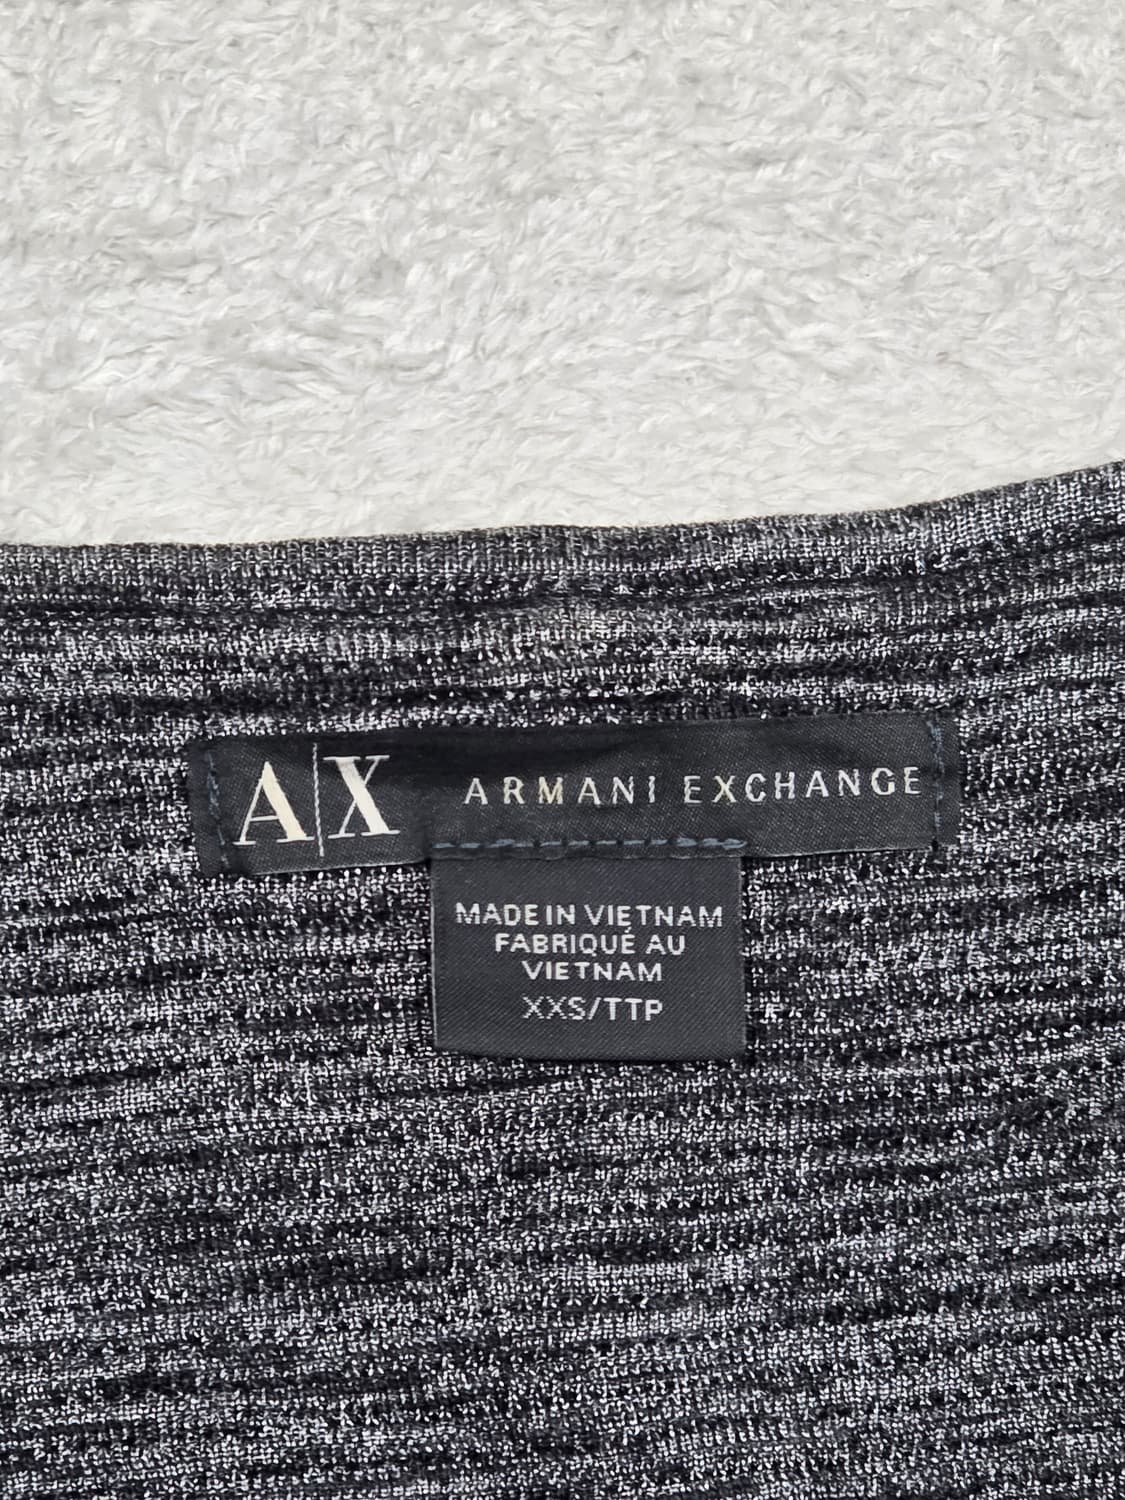 A|X ARMANI EXCHANGE
MADE IN VIETNAM
FABRIQUÉ AU
VIETNAM
XXS/TTP